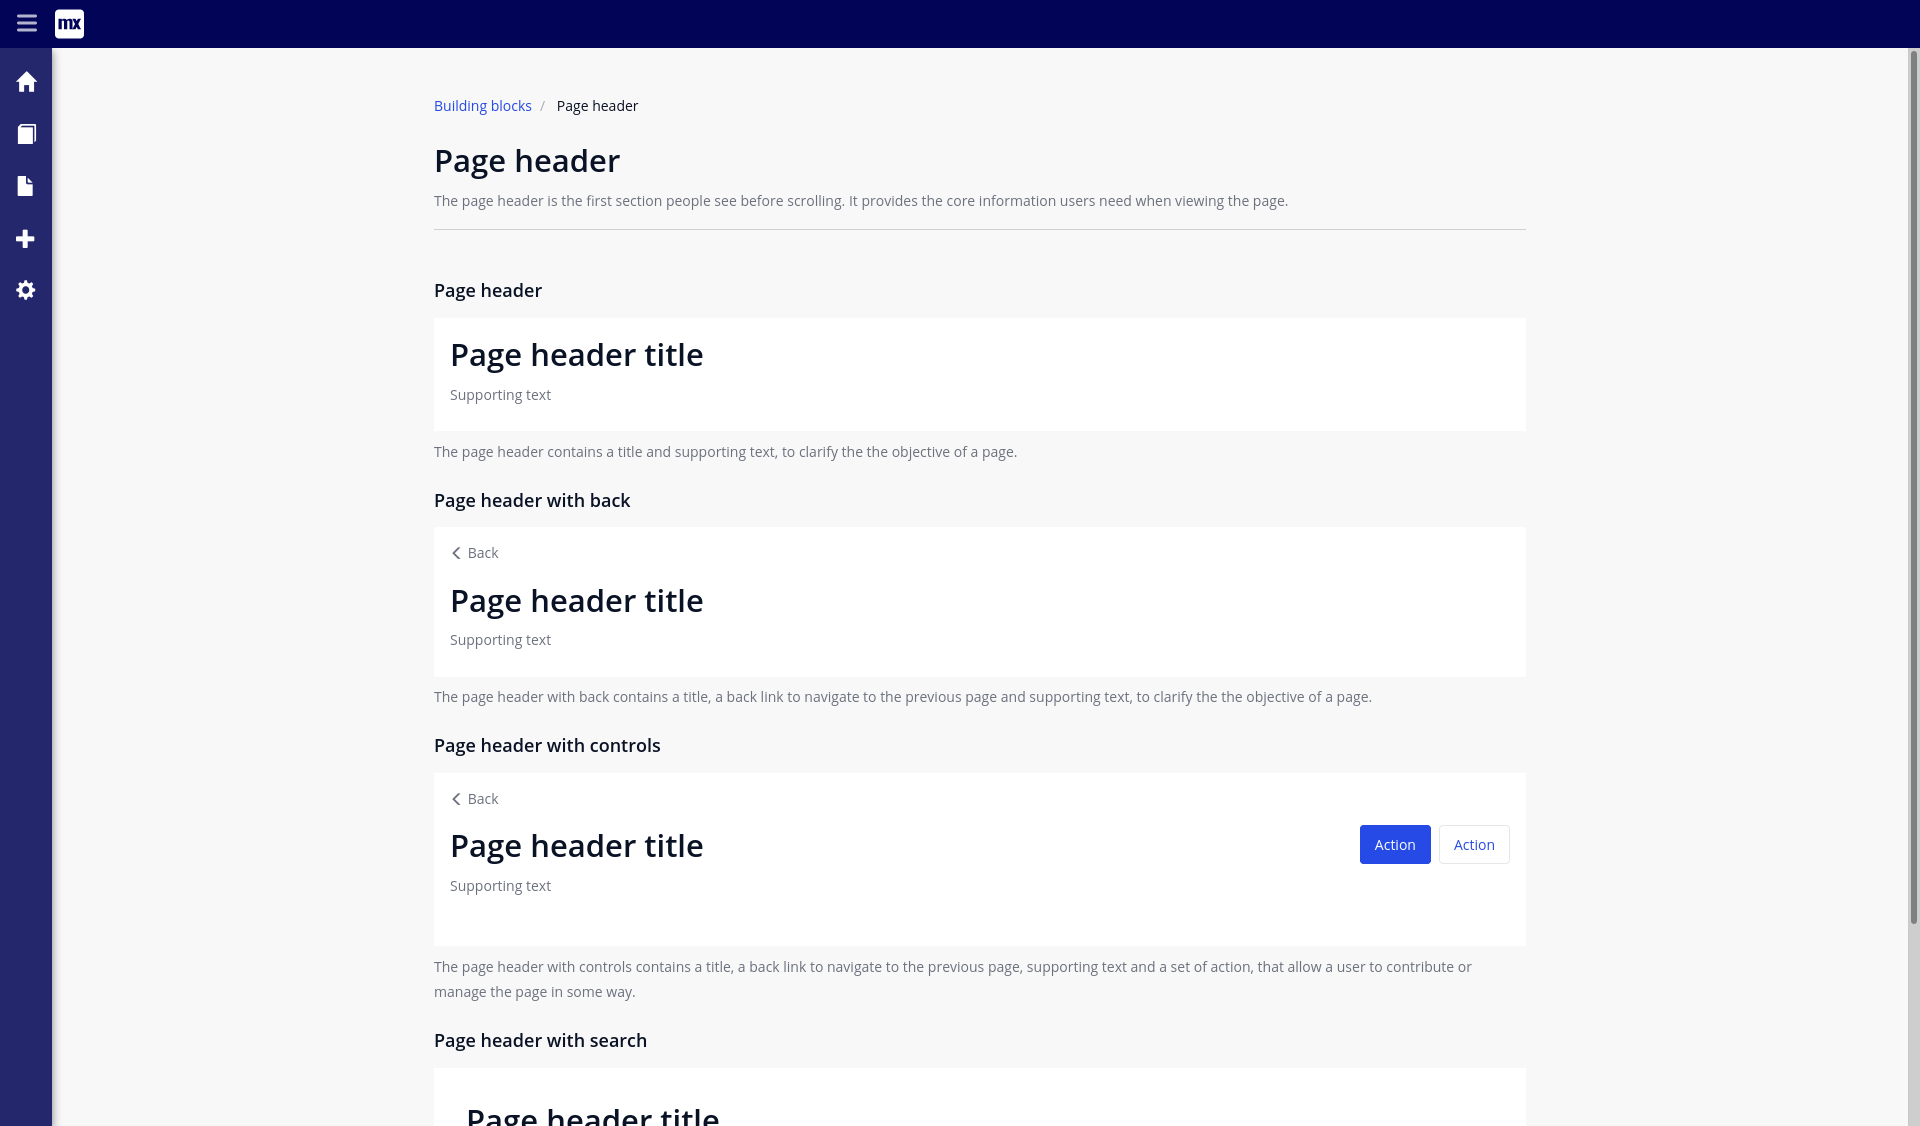 mx
Building blocks / Page header
Page header
The page header is the first section people see before scrolling. It provides the core information users need when viewing the page.
Page header
Page header title
Supporting text
The page header contains a title and supporting text, to clarify the the objective of a page.
Page header with back
Back
Page header title
Supporting text
The page header with back contains a title, a back link to navigate to the previous page and supporting text, to clarify the the objective of a page.
Page header with controls
Back
Page header title
Action Action
Supporting text
The page header with controls contains a title, a back link to navigate to the previous page, supporting text and a set of action, that allow a user to contribute or
manage the page in some way.
Page header with search
Page header title